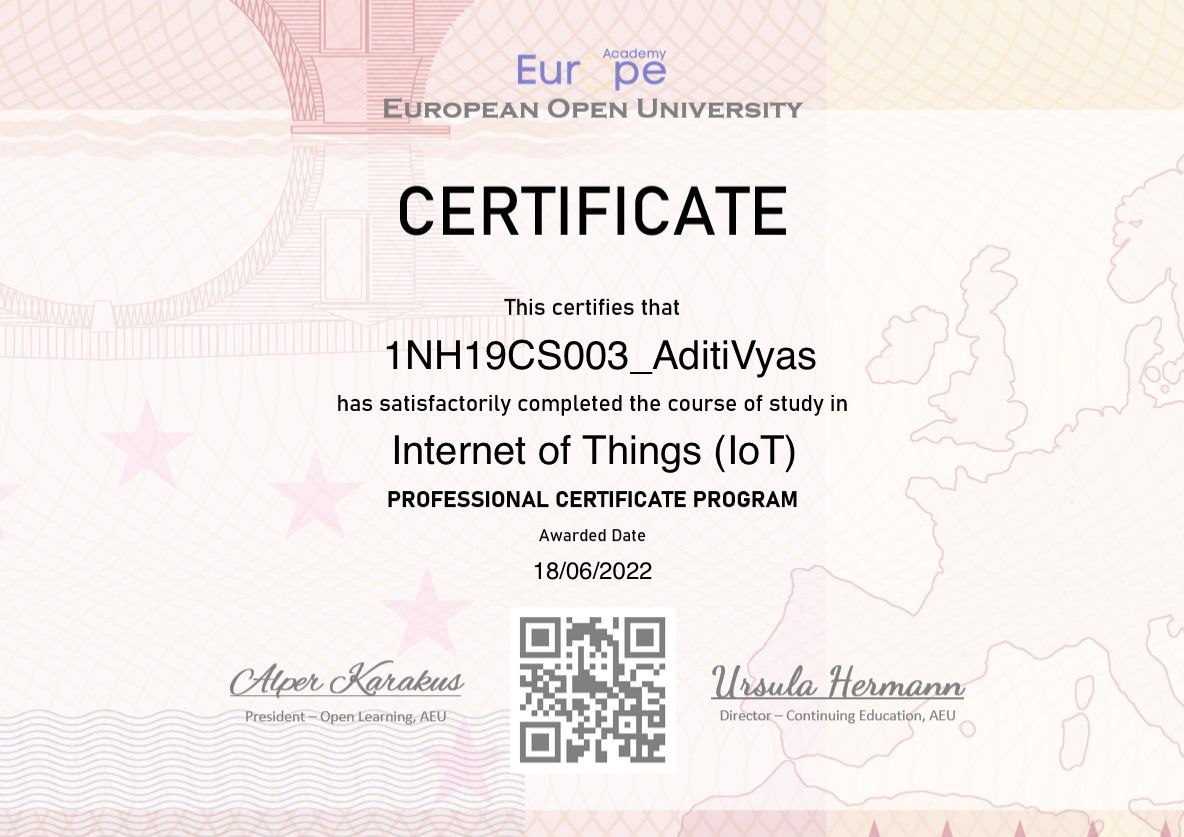 Academy
Eur pe
EUROPEAN OPEN UNIVERSITY
CERTIFICATE
This certifies that
1NH19CS003_AditiVyas
has satisfactorily completed the course of study in
Internet of Things (IoT)
PROFESSIONAL CERTIFICATE PROGRAM
Awarded Date
18/06/2022
Alper Karakus
President – Open Learning, AEU
Ursula Hermann
Director – Continuing Education, AEU